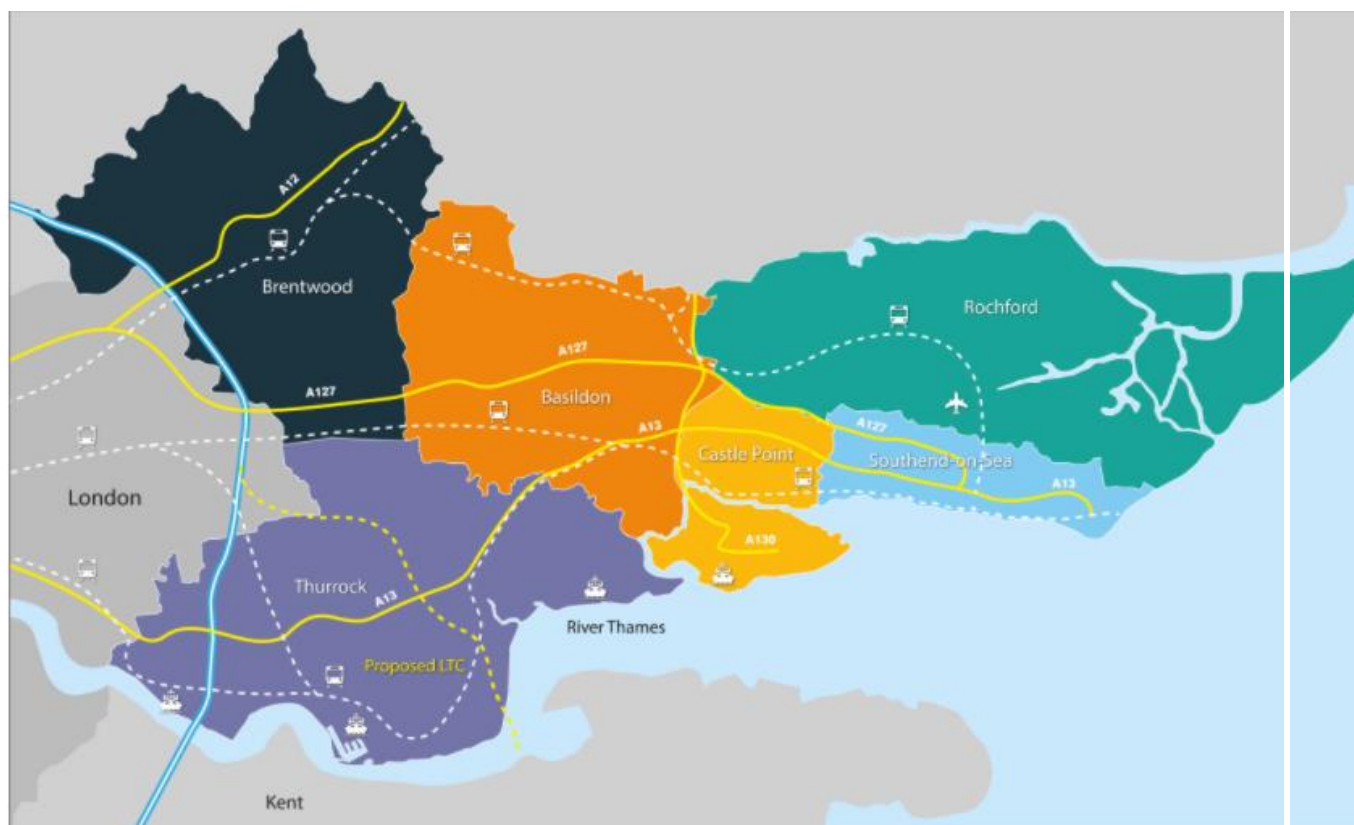 A12
Brentwood
Rochford
A127
A127
Basildon
A13
A127
Castle Point
Southend-on-Sea
A13
London
A130
Thurrock
A13
River Thames
Proposed LTC
Kent